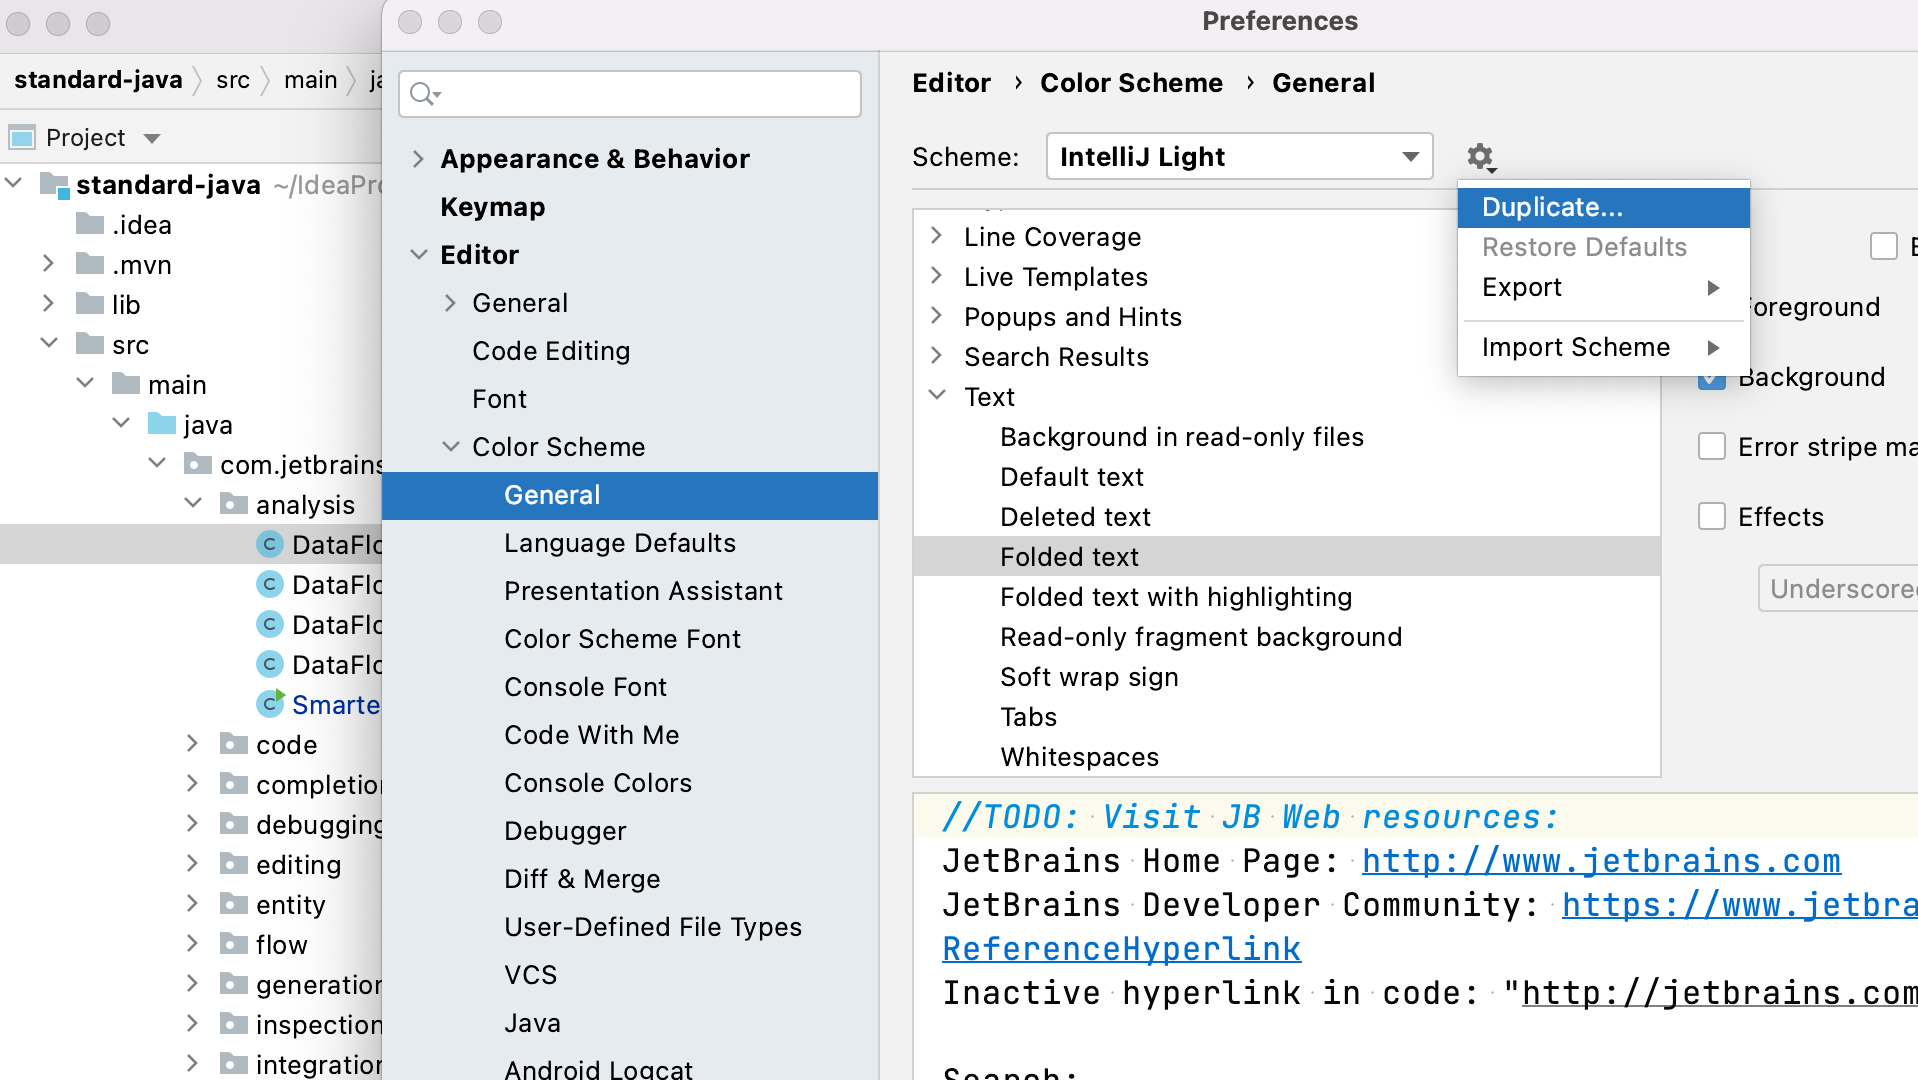 Preferences
standard-java src main
Project
standard-java ~/IdeaPro
.idea
.mvn
lib
src
main
java
com.jetbrains
analysis
DataFlo
DataFlo
DataFlo
DataFlo
Smarte
code
completion
debugging
editing
entity
flow
generation
inspection
integration
Appearance & Behavior
Keymap
Editor
General
Code Editing
Font
Color Scheme
General
Language Defaults
Presentation Assistant
Color Scheme Font
Console Font
Code With Me
Console Colors
Debugger
Diff & Merge
User-Defined File Types
VCS
Java
Android Logcat
Editor › Color Scheme › General
Scheme: IntelliJ Light
Duplicate...
Restore Defaults
Export
Import Scheme
Line Coverage
Live Templates
Popups and Hints
Search Results
Text
Background in read-only files
Default text
Deleted text
Folded text
Folded text with highlighting
Read-only fragment background
Soft wrap sign
Tabs
Whitespaces
Foreground
Background
Error stripe ma
Effects
Underscore
//TODO: Visit JB Web resources:
JetBrains Home Page: http://www.jetbrains.com
JetBrains Developer Community: https://www.jetbra
ReferenceHyperlink
Inactive hyperlink in code: "http://jetbrains.com
Search: